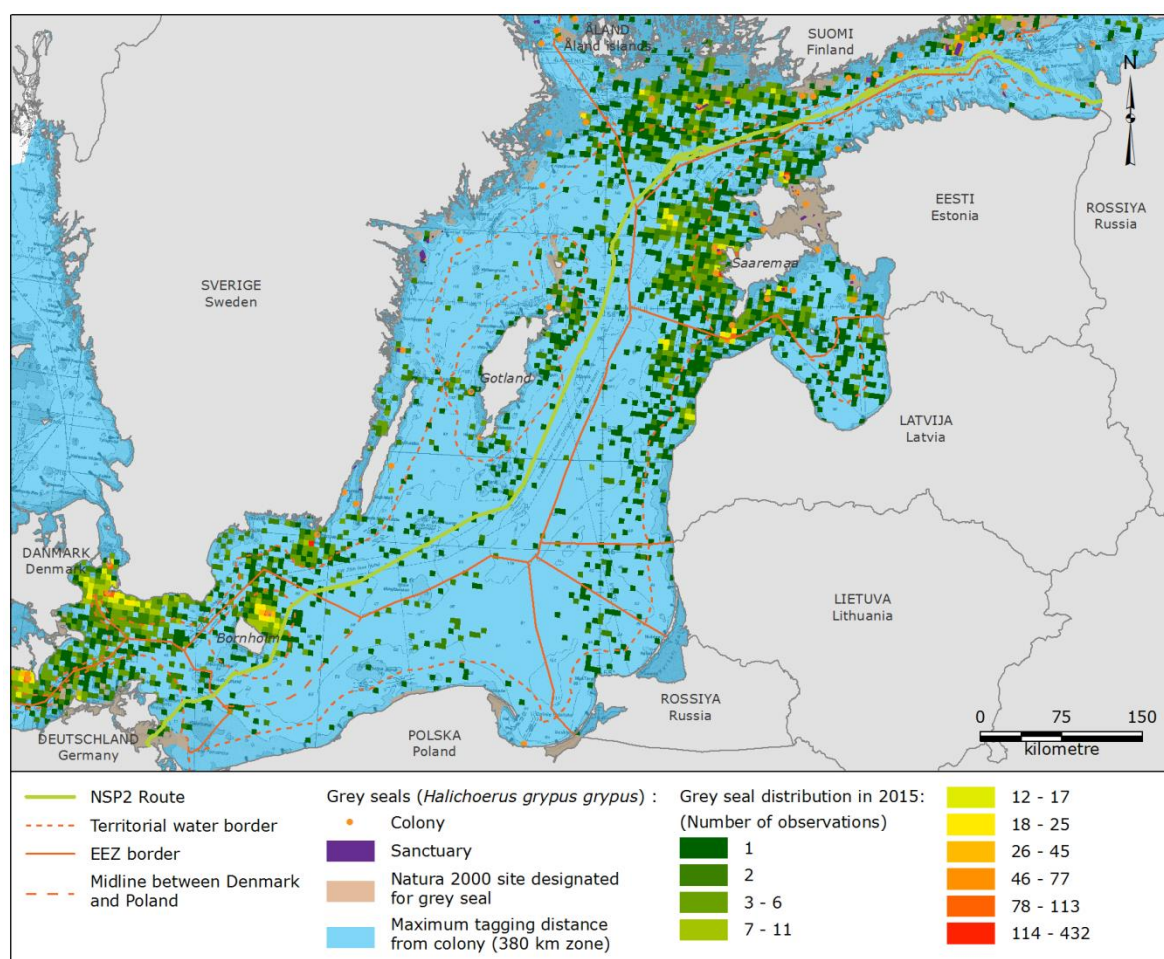 ÅLAND
Åland islands
SUOMI
Finland
N
EESTI
Estonia
ROSSIYA
Russia
SVERIGE
Sweden
Saaremaa
Gotland
LATVIJA
Latvia
DANMARK
Denmark
LIETUVA
Lithuania
Bornholm
ROSSIYA
Russia
DEUTSCHLAND
Germany
POLSKA
Poland
0 75 150
kilometre
NSP2 Route
Territorial water border
EEZ border
Midline between Denmark
and Poland
Grey seals (Halichoerus grypus grypus) :
Colony
Sanctuary
Natura 2000 site designated
for grey seal
Maximum tagging distance
from colony (380 km zone)
Grey seal distribution in 2015:
(Number of observations)
1
2
3 - 6
7 - 11
12 - 17
18 - 25
26 - 45
46 - 77
78 - 113
114 - 432